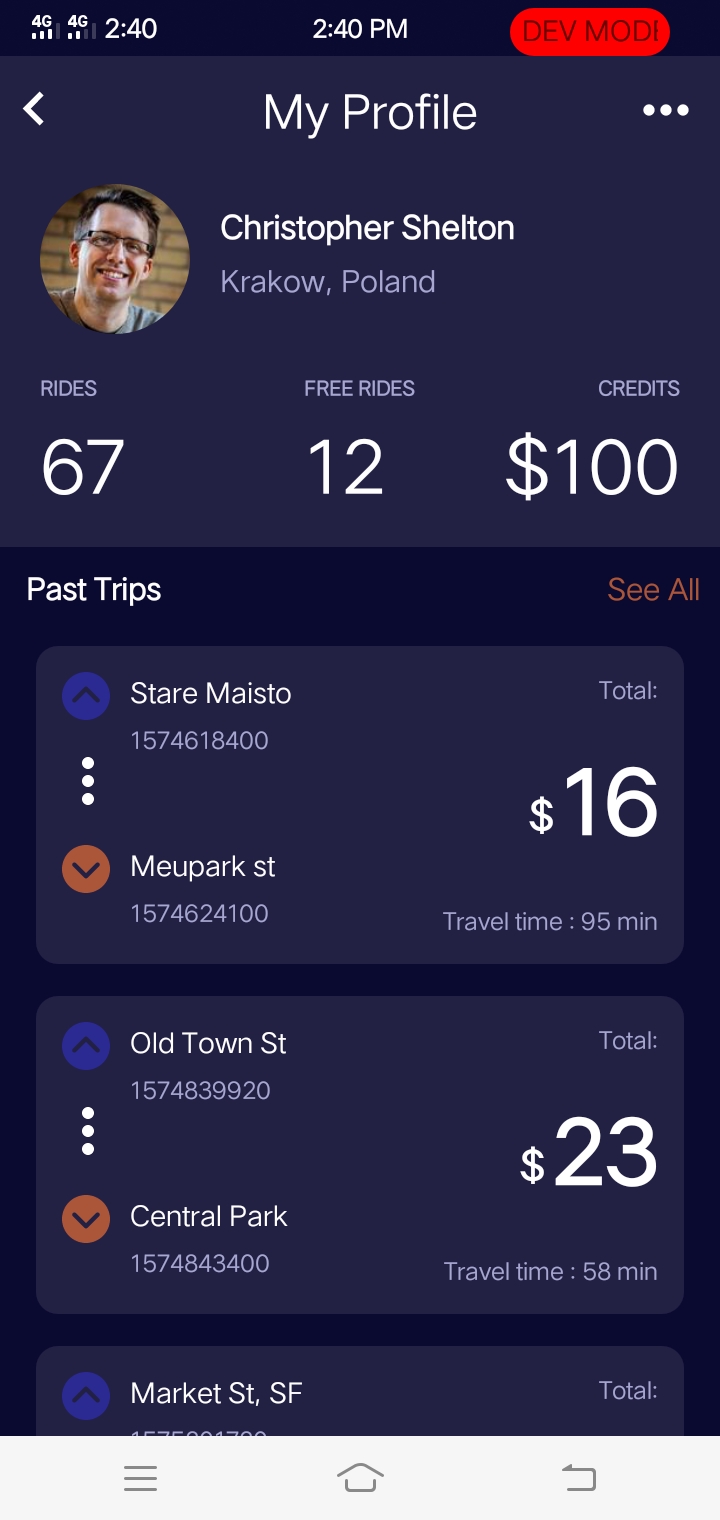 4G 4G 2:40 2:40 PM DEV MODE
My Profile
Christopher Shelton
Krakow, Poland
RIDES FREE RIDES CREDITS
67 12 $100
Past Trips See All
Stare Maisto Total:
1574618400
$16
Meupark st
1574624100 Travel time : 95 min
Old Town St Total:
1574839920
$23
Central Park
1574843400 Travel time : 58 min
Market St, SF Total: